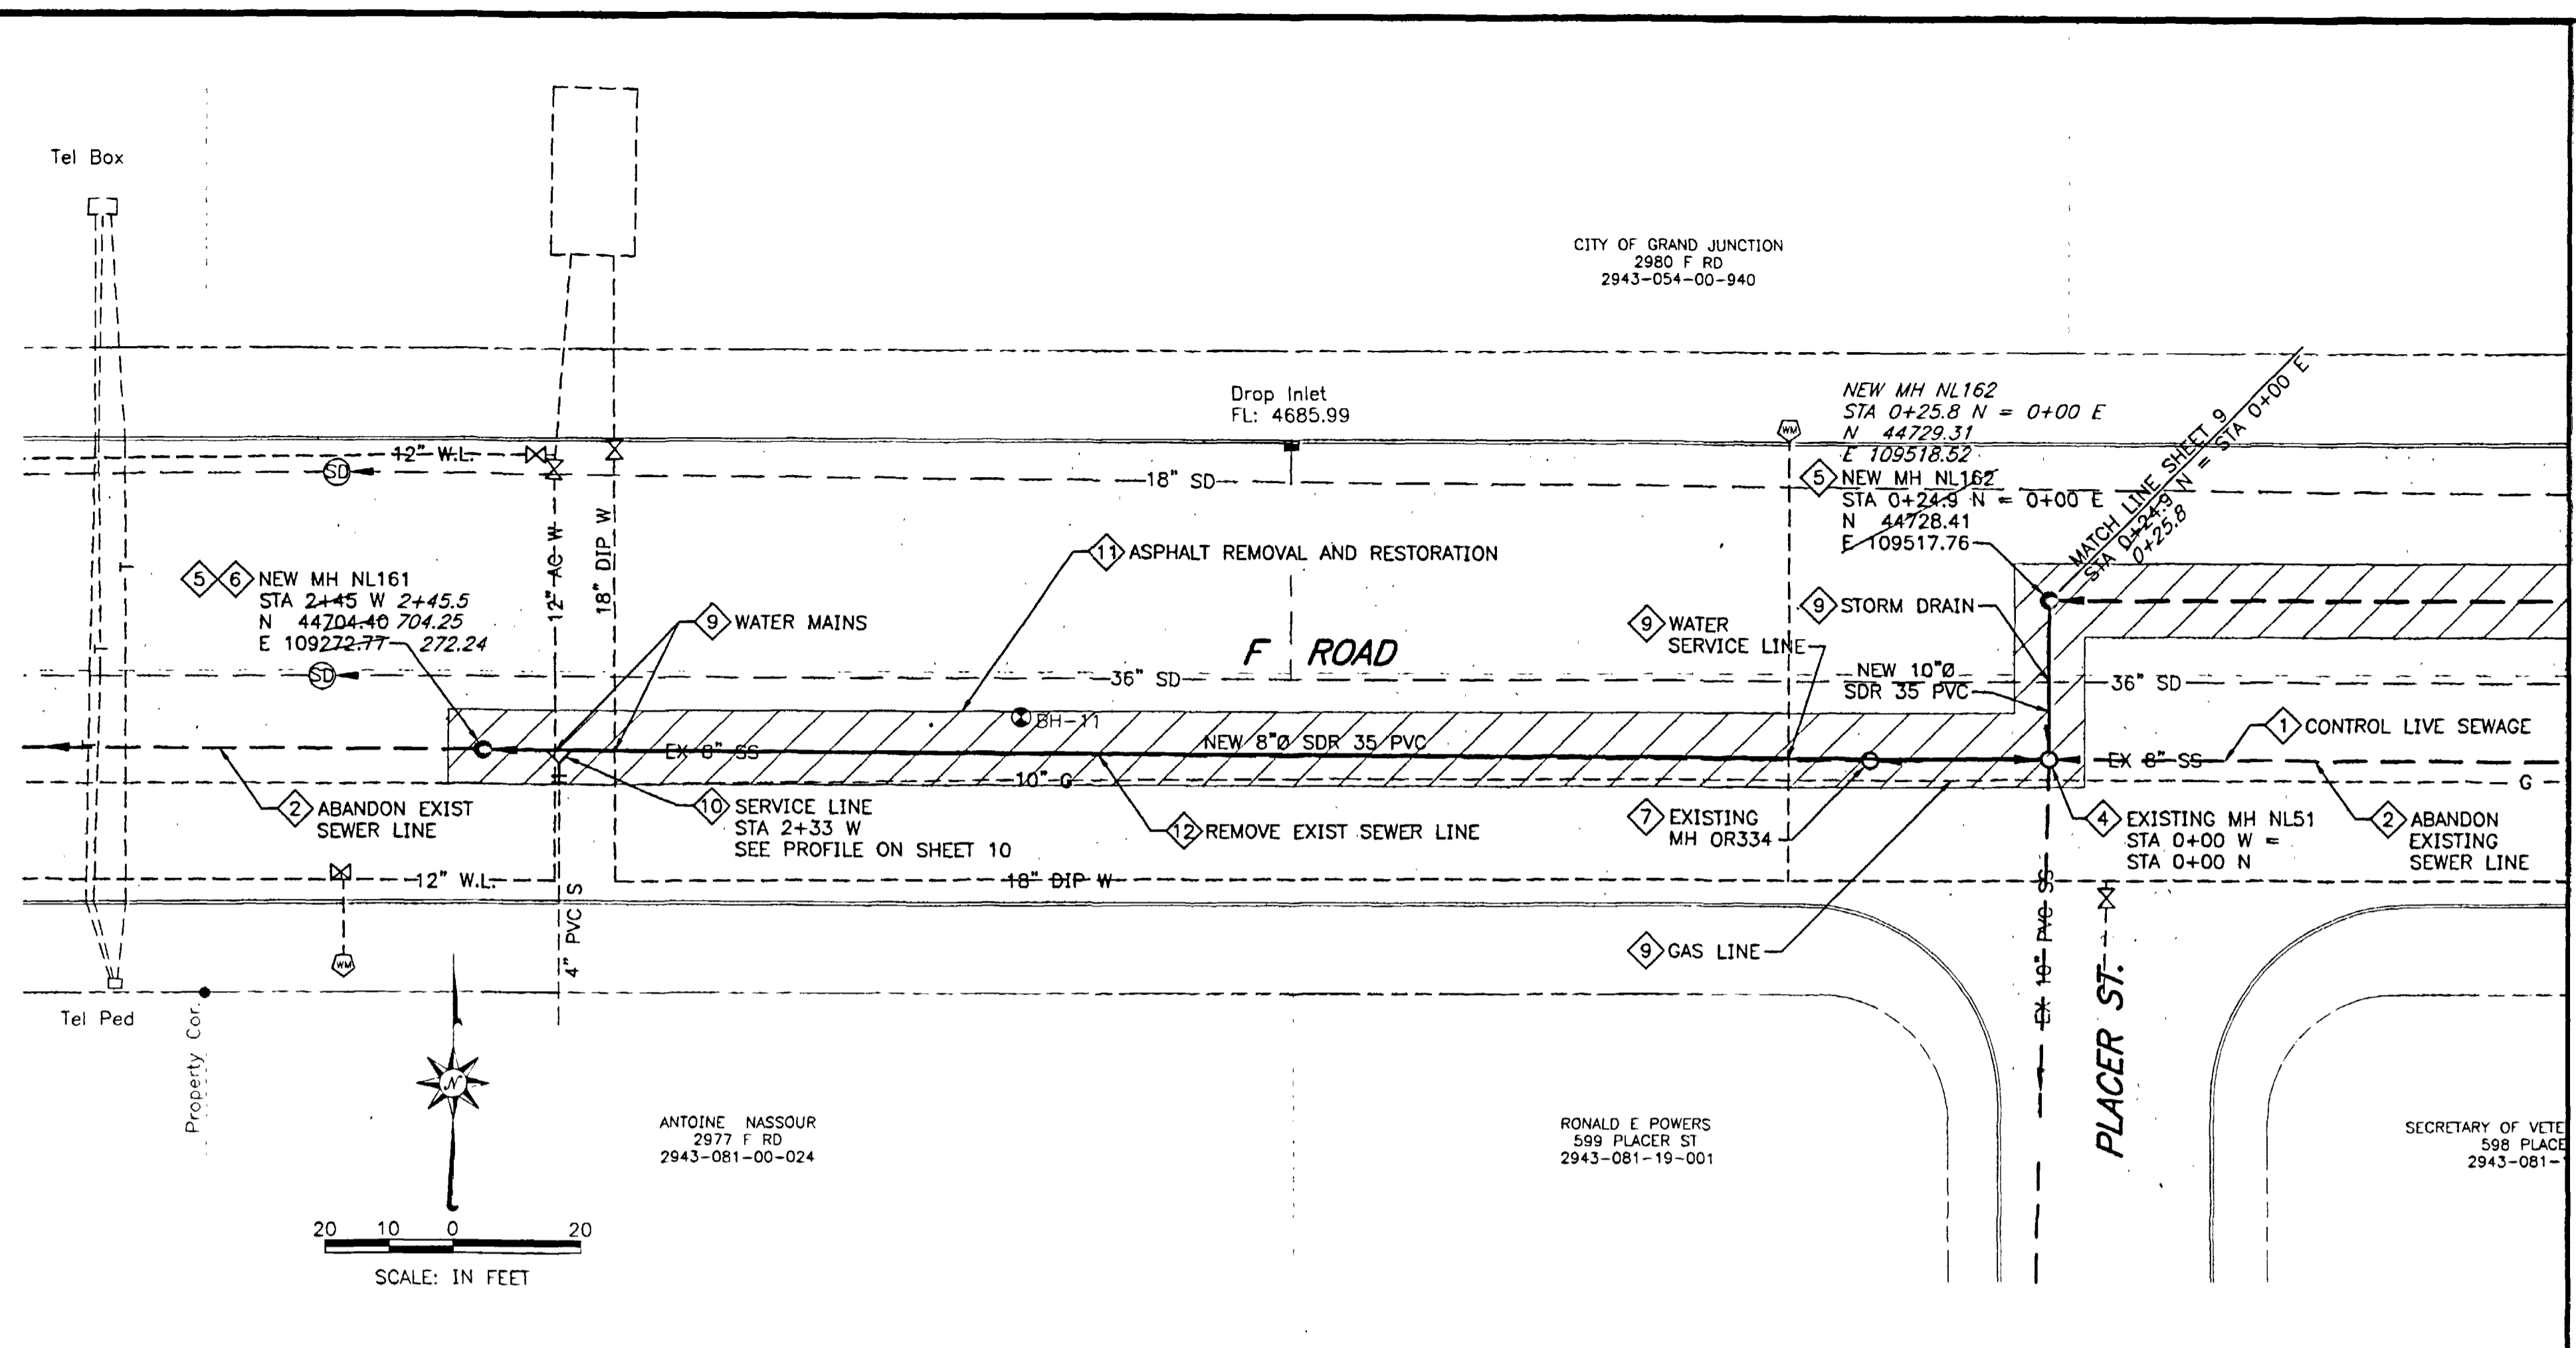 Tel Box
CITY OF GRAND JUNCTION
2980 F RD
2943-054-00-940
Drop Inlet
FL: 4685.99
NEW MH NL162
STA 0+25.8 N = 0+00 E
N 44729.31
E 109518.52
5 NEW MH NL162
STA 0+24.9 N = 0+00 E
N 44728.41
E 109517.76
MATCH LINE SHEET 9
STA 0+24.9 N = STA 0+00 E
0+25.8
WM
12" W.L.
SD
18" SD
12" AC W
18" DIP W
11 ASPHALT REMOVAL AND RESTORATION
5 6 NEW MH NL161
STA 2+45 W 2+45.5
N 44704.40 704.25
E 109272.77 272.24
T
T
9 WATER MAINS
9 STORM DRAIN
9 WATER
SERVICE LINE
F ROAD
SD
36" SD
NEW 10"Ø
SDR 35 PVC
36" SD
BH-11
EX 8" SS
NEW 8"Ø SDR 35 PVC
1 CONTROL LIVE SEWAGE
EX 8" SS
10" G
G
2 ABANDON EXIST
SEWER LINE
10 SERVICE LINE
STA 2+33 W
SEE PROFILE ON SHEET 10
12 REMOVE EXIST SEWER LINE
7 EXISTING
MH OR334
4 EXISTING MH NL51
STA 0+00 W =
STA 0+00 N
2 ABANDON
EXISTING
SEWER LINE
12" W.L.
18" DIP W
4" PVC S
EX 10" PVC SS
WM
9 GAS LINE
PLACER ST.
Tel Ped
Property Cor.
N
ANTOINE NASSOUR
2977 F RD
2943-081-00-024
RONALD E POWERS
599 PLACER ST
2943-081-19-001
SECRETARY OF VETE
598 PLACE
2943-081-
20 10 0 20
SCALE: IN FEET